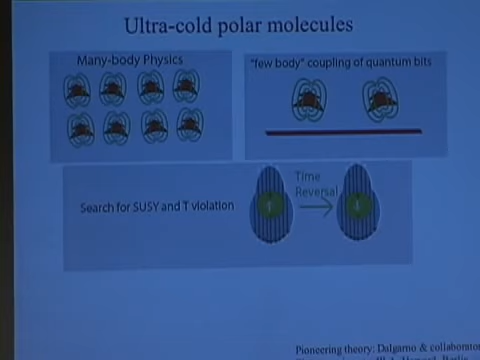 Ultra-cold polar molecules
Many-body Physics
"few body" coupling of quantum bits
Time
Reversal
Search for SUSY and T violation
Pioneering theory: Dalgarno & collaborator